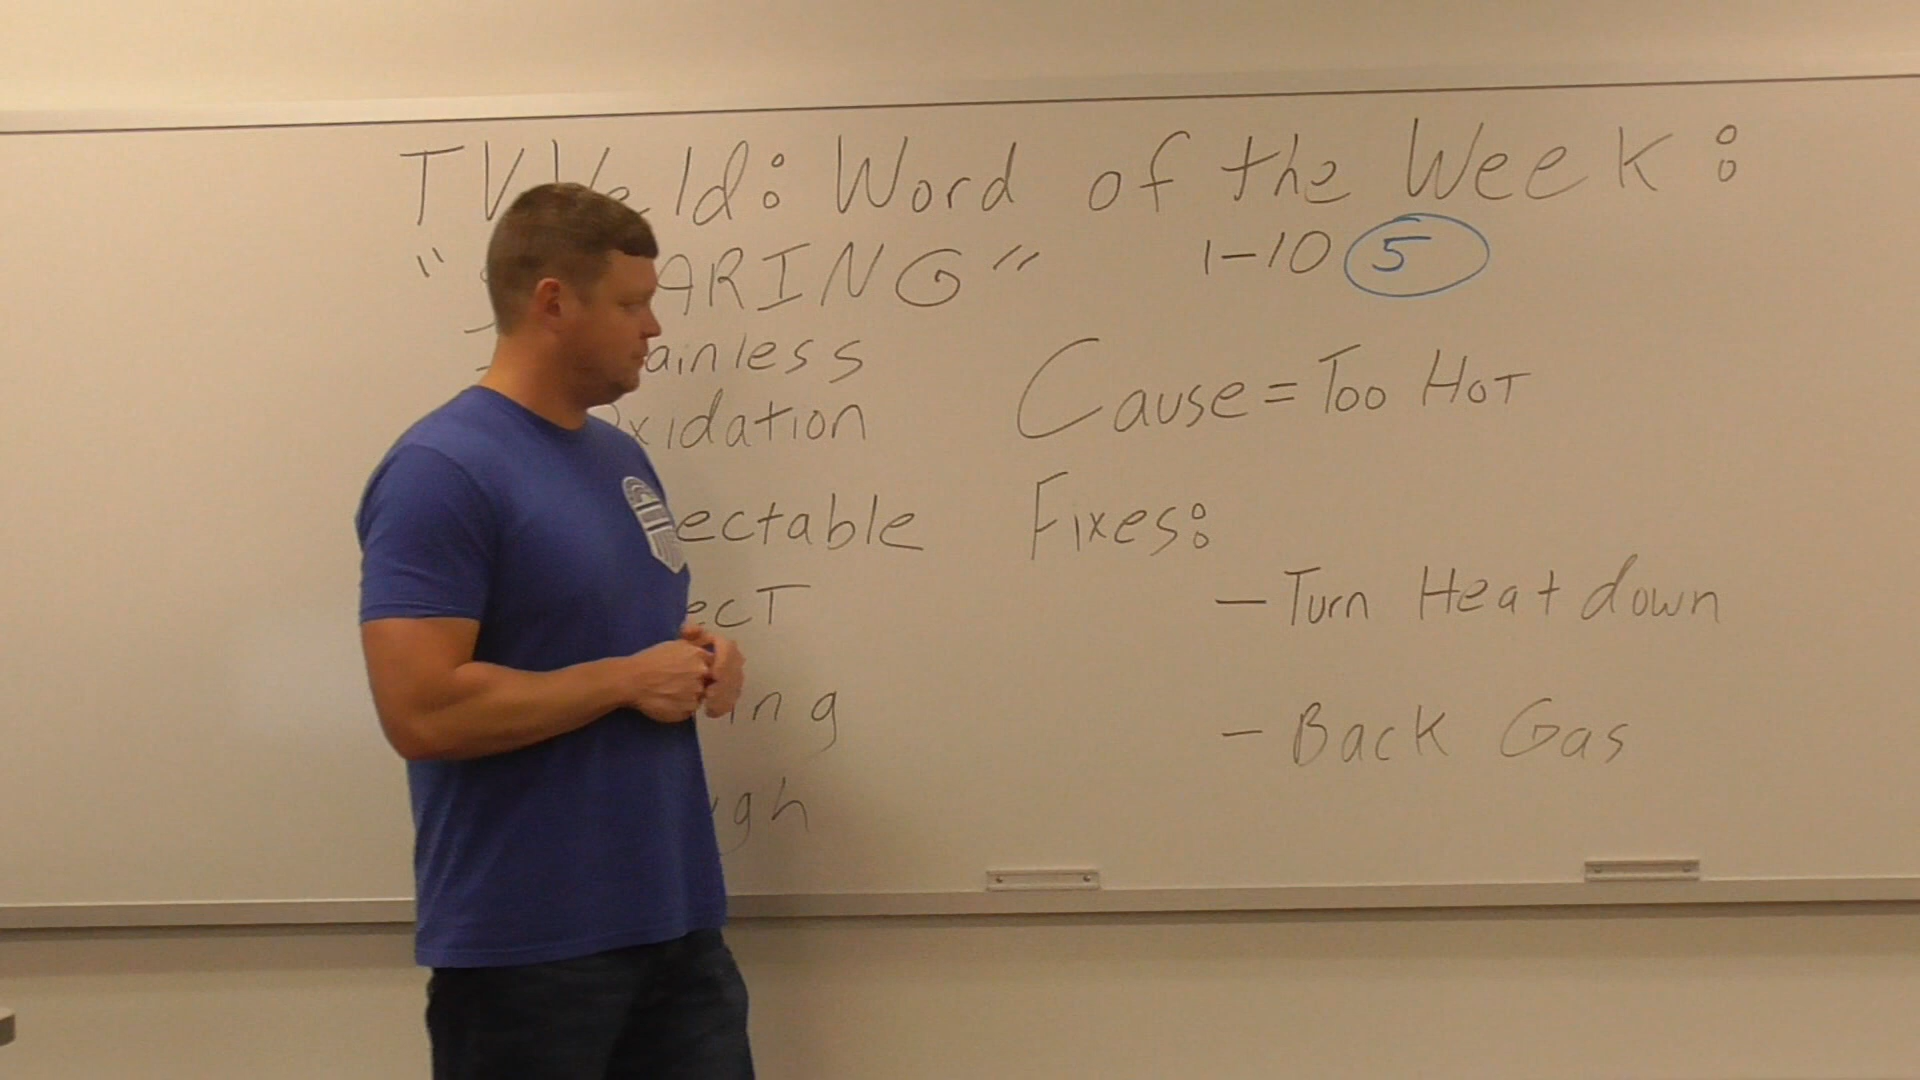 TV Weld: Word of the Week:
ARING" 1-10 5
ainless
Cause = Too HoT
xidation
Fixes:
ectable
- Turn Heat down
ecT
- Back Gas
ing
gh